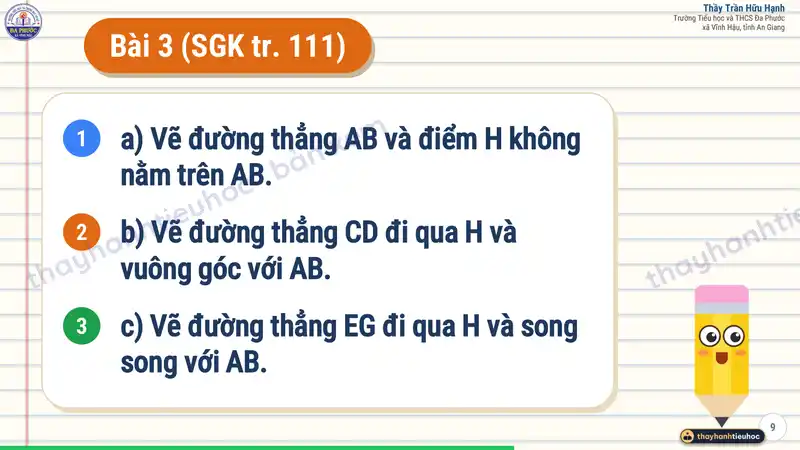 Thầy Trần Hữu Hạnh
Trường Tiểu học và THCS Đa Phước
xã Vĩnh Hậu, tỉnh An Giang
ĐA PHƯỚC
Bài 3 (SGK tr. 111)
1
a) Vẽ đường thẳng AB và điểm H không
nằm trên AB.
2
b) Vẽ đường thẳng CD đi qua H và
vuông góc với AB.
3
c) Vẽ đường thẳng EG đi qua H và song
song với AB.
thayhanhtieuhoc
9